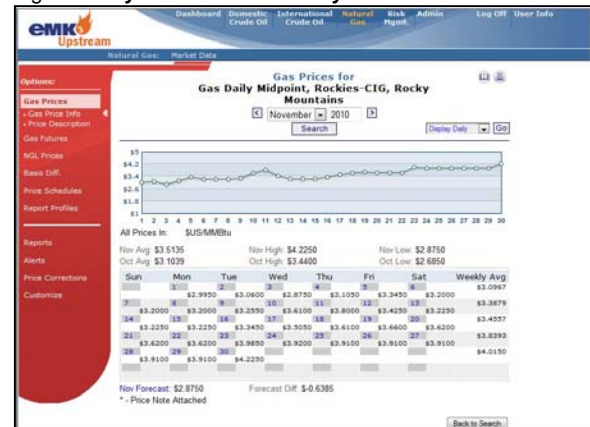 eMK
Upstream
Dashboard Domestic Crude Oil International Crude Oil Natural Gas Risk Mgmt. Admin Log Off User Info
Natural Gas: Market Data
Options:
Gas Prices
- Gas Price Info
- Price Description
Gas Futures
NGL Prices
Basis Diff.
Price Schedules
Report Profiles
Reports
Alerts
Price Corrections
Customize
Gas Prices for
Gas Daily Midpoint, Rockies-CIG, Rocky
Mountains
November 2010
Search
Display Daily Go
$5
$4.2
$3.4
$2.6
$1.8
$1
1 2 3 4 5 6 7 8 9 10 11 12 13 14 15 16 17 18 19 20 21 22 23 24 25 26 27 28 29 30
All Prices In: $US/MMBtu
Nov Avg: $3.5135 Nov High: $4.2250 Nov Low: $2.8750
Oct Avg: $3.1039 Oct High: $3.4400 Oct Low: $2.6850
Sun Mon Tue Wed Thu Fri Sat Weekly Avg
1 2 3 4 5 6 $3.0967
$2.9950 $3.0600 $2.8750 $3.1050 $3.3450 $3.2000
7 8 9 10 11 12 13 $3.3879
$3.2000 $3.2000 $3.2550 $3.6100 $3.8000 $3.4250 $3.2250
14 15 16 17 18 19 20 $3.4557
$3.2250 $3.2250 $3.3450 $3.5050 $3.6100 $3.6600 $3.6200
21 22 23 24 25 26 27 $3.8393
$3.6200 $3.6200 $3.9850 $3.9200 $3.9100 $3.9100 $3.9100
28 29 30 $4.0150
$3.9100 $3.9100 $4.2250
Nov Forecast: $2.8750 Forecast Diff: $-0.6385
* - Price Note Attached
Back to Search